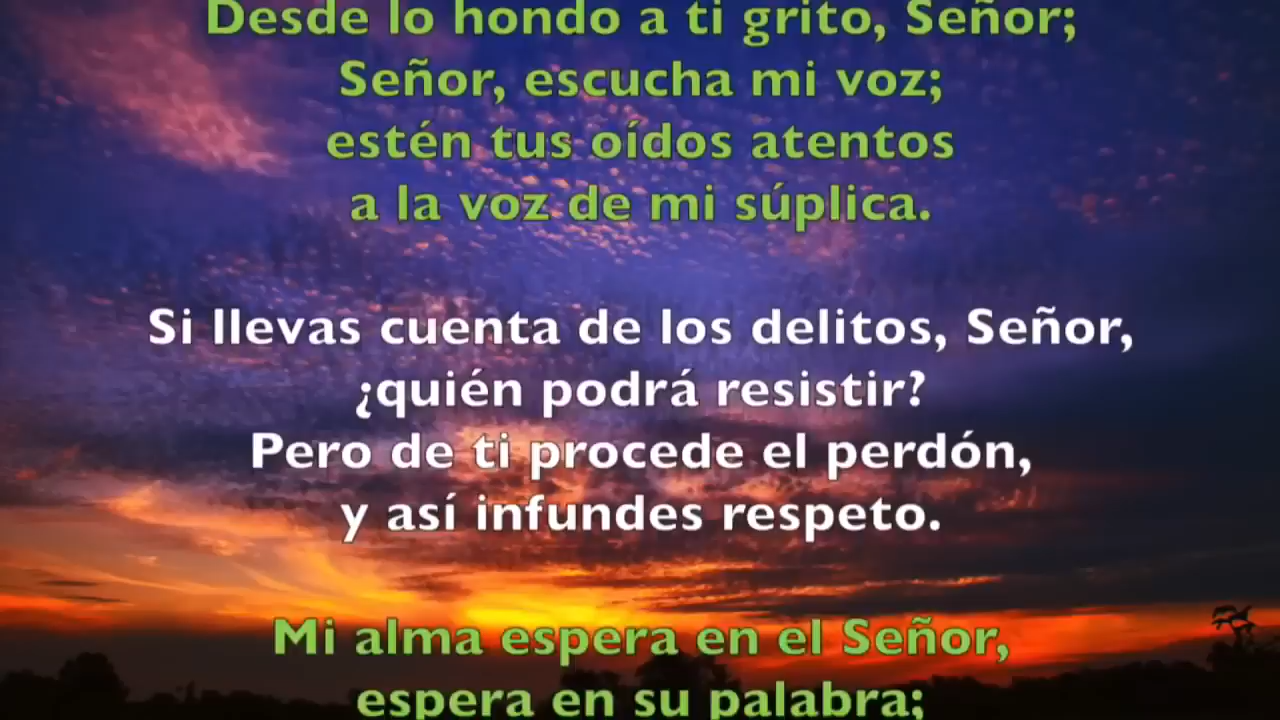 Desde lo hondo a ti grito, Señor;
Señor, escucha mi voz;
estén tus oídos atentos
a la voz de mi súplica.
Si llevas cuenta de los delitos, Señor,
¿quién podrá resistir?
Pero de ti procede el perdón,
y así infundes respeto.
Mi alma espera en el Señor,
espera en su palabra;